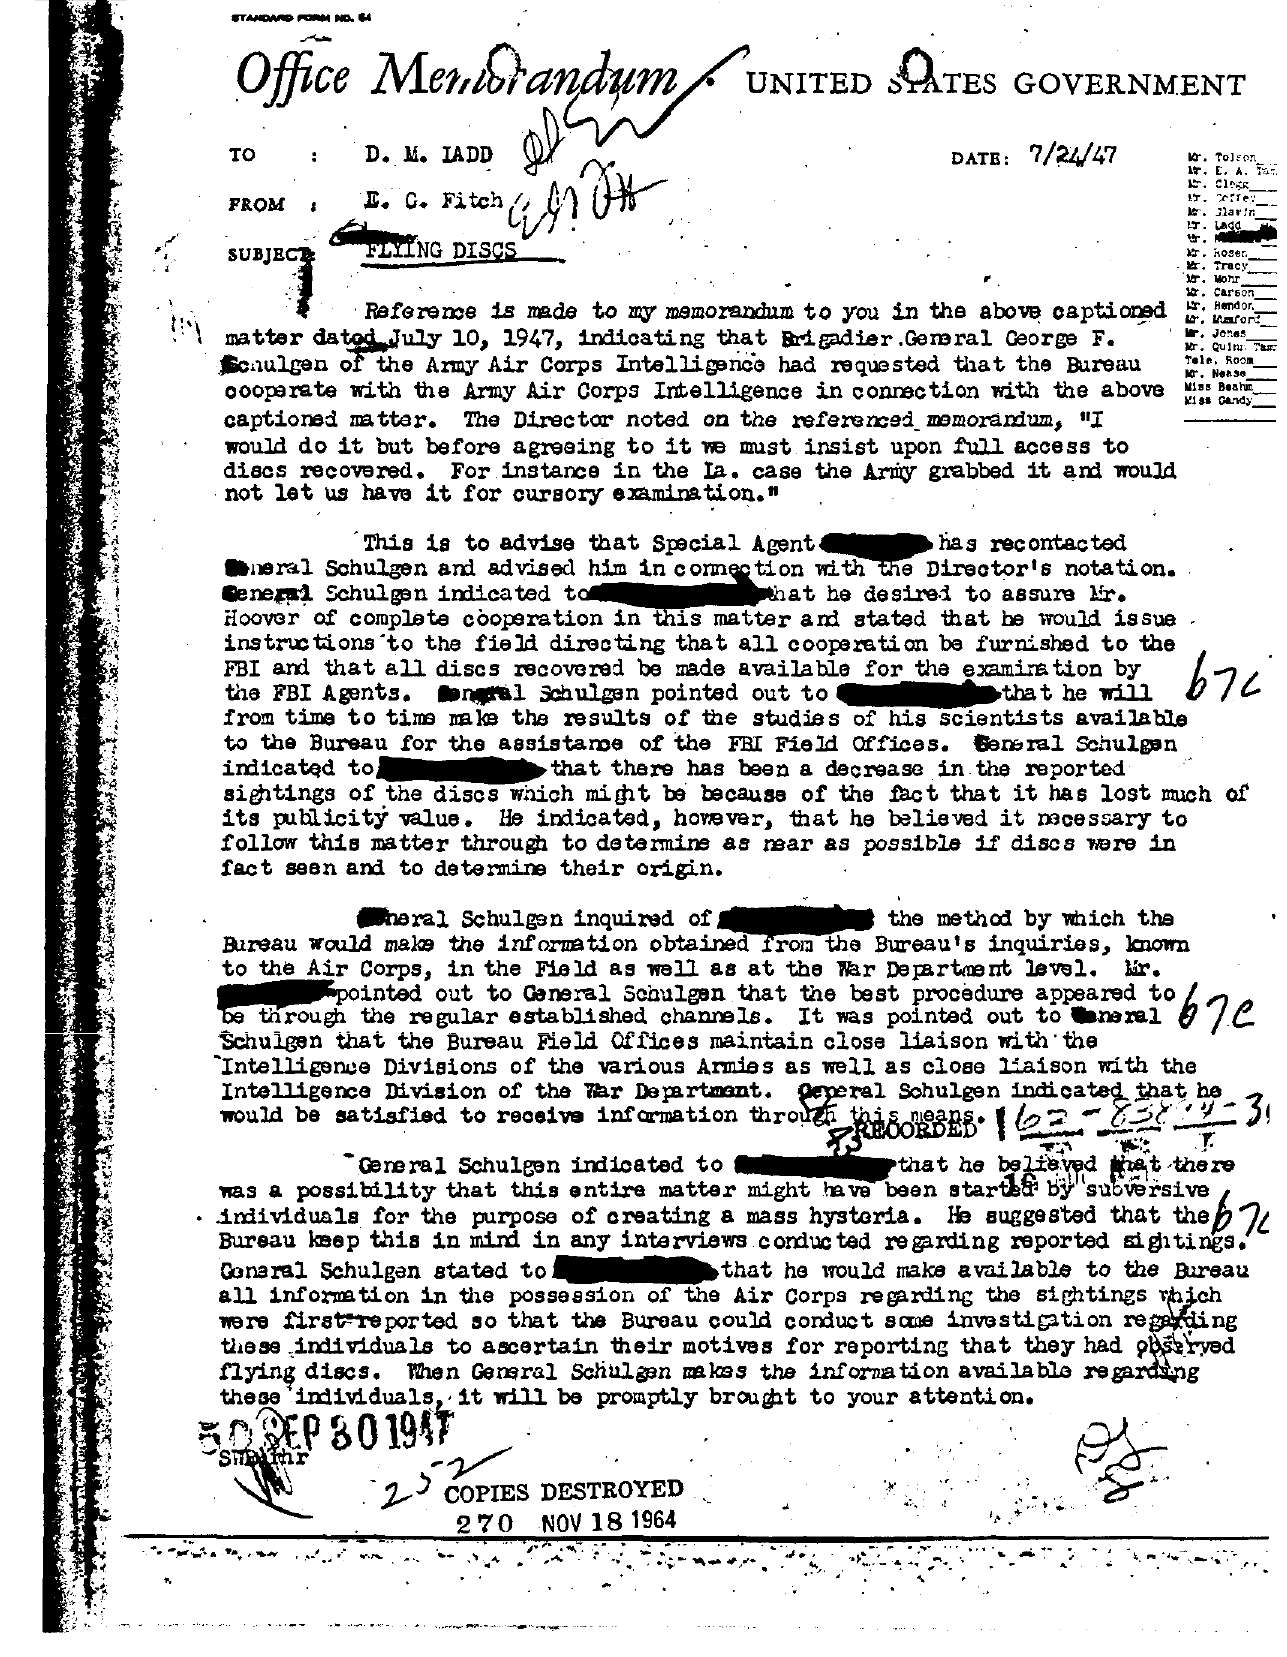 STANDARD FORM NO. 64
Office Memorandum • UNITED STATES GOVERNMENT
TO : D. M. LADD DATE: 7/24/47
FROM : E. G. Fitch
SUBJECT: FLYING DISCS
Mr. Tolson
Mr. E. A. Tamm
Mr. Clegg
Mr. Coffey
Mr. Glavin
Mr. Ladd
Mr.
Mr. Rosen
Mr. Tracy
Mr. Mohr
Mr. Carson
Mr. Hendon
Mr. Mumford
Mr. Jones
Mr. Quinn Tamm
Tele. Room
Mr. Nease
Miss Beahm
Miss Gandy
Reference is made to my memorandum to you in the above captioned
matter dated July 10, 1947, indicating that Brigadier General George F.
Schulgen of the Army Air Corps Intelligence had requested that the Bureau
cooperate with the Army Air Corps Intelligence in connection with the above
captioned matter. The Director noted on the referenced memorandum, "I
would do it but before agreeing to it we must insist upon full access to
discs recovered. For instance in the La. case the Army grabbed it and would
not let us have it for cursory examination."
This is to advise that Special Agent has recontacted
General Schulgen and advised him in connection with the Director's notation.
General Schulgen indicated to that he desired to assure Mr.
Hoover of complete cooperation in this matter and stated that he would issue
instructions to the field directing that all cooperation be furnished to the
FBI and that all discs recovered be made available for the examination by
the FBI Agents. General Schulgen pointed out to that he will b7c
from time to time make the results of the studies of his scientists available
to the Bureau for the assistance of the FBI Field Offices. General Schulgen
indicated to that there has been a decrease in the reported
sightings of the discs which might be because of the fact that it has lost much of
its publicity value. He indicated, however, that he believed it necessary to
follow this matter through to determine as near as possible if discs were in
fact seen and to determine their origin.
General Schulgen inquired of the method by which the
Bureau would make the information obtained from the Bureau's inquiries, known
to the Air Corps, in the Field as well as at the War Department level. Mr.
pointed out to General Schulgen that the best procedure appeared to
be through the regular established channels. It was pointed out to General b7c
Schulgen that the Bureau Field Offices maintain close liaison with the
Intelligence Divisions of the various Armies as well as close liaison with the
Intelligence Division of the War Department. General Schulgen indicated that he
would be satisfied to receive information through this means.
RECORDED
General Schulgen indicated to that he believed that there
was a possibility that this entire matter might have been started by subversive
individuals for the purpose of creating a mass hysteria. He suggested that the b7c
Bureau keep this in mind in any interviews conducted regarding reported sightings.
General Schulgen stated to that he would make available to the Bureau
all information in the possession of the Air Corps regarding the sightings which
were first reported so that the Bureau could conduct some investigation regarding
these individuals to ascertain their motives for reporting that they had observed
flying discs. When General Schulgen makes the information available regarding
these individuals, it will be promptly brought to your attention.
50 SEP 30 1947
252
COPIES DESTROYED
270 NOV 18 1964